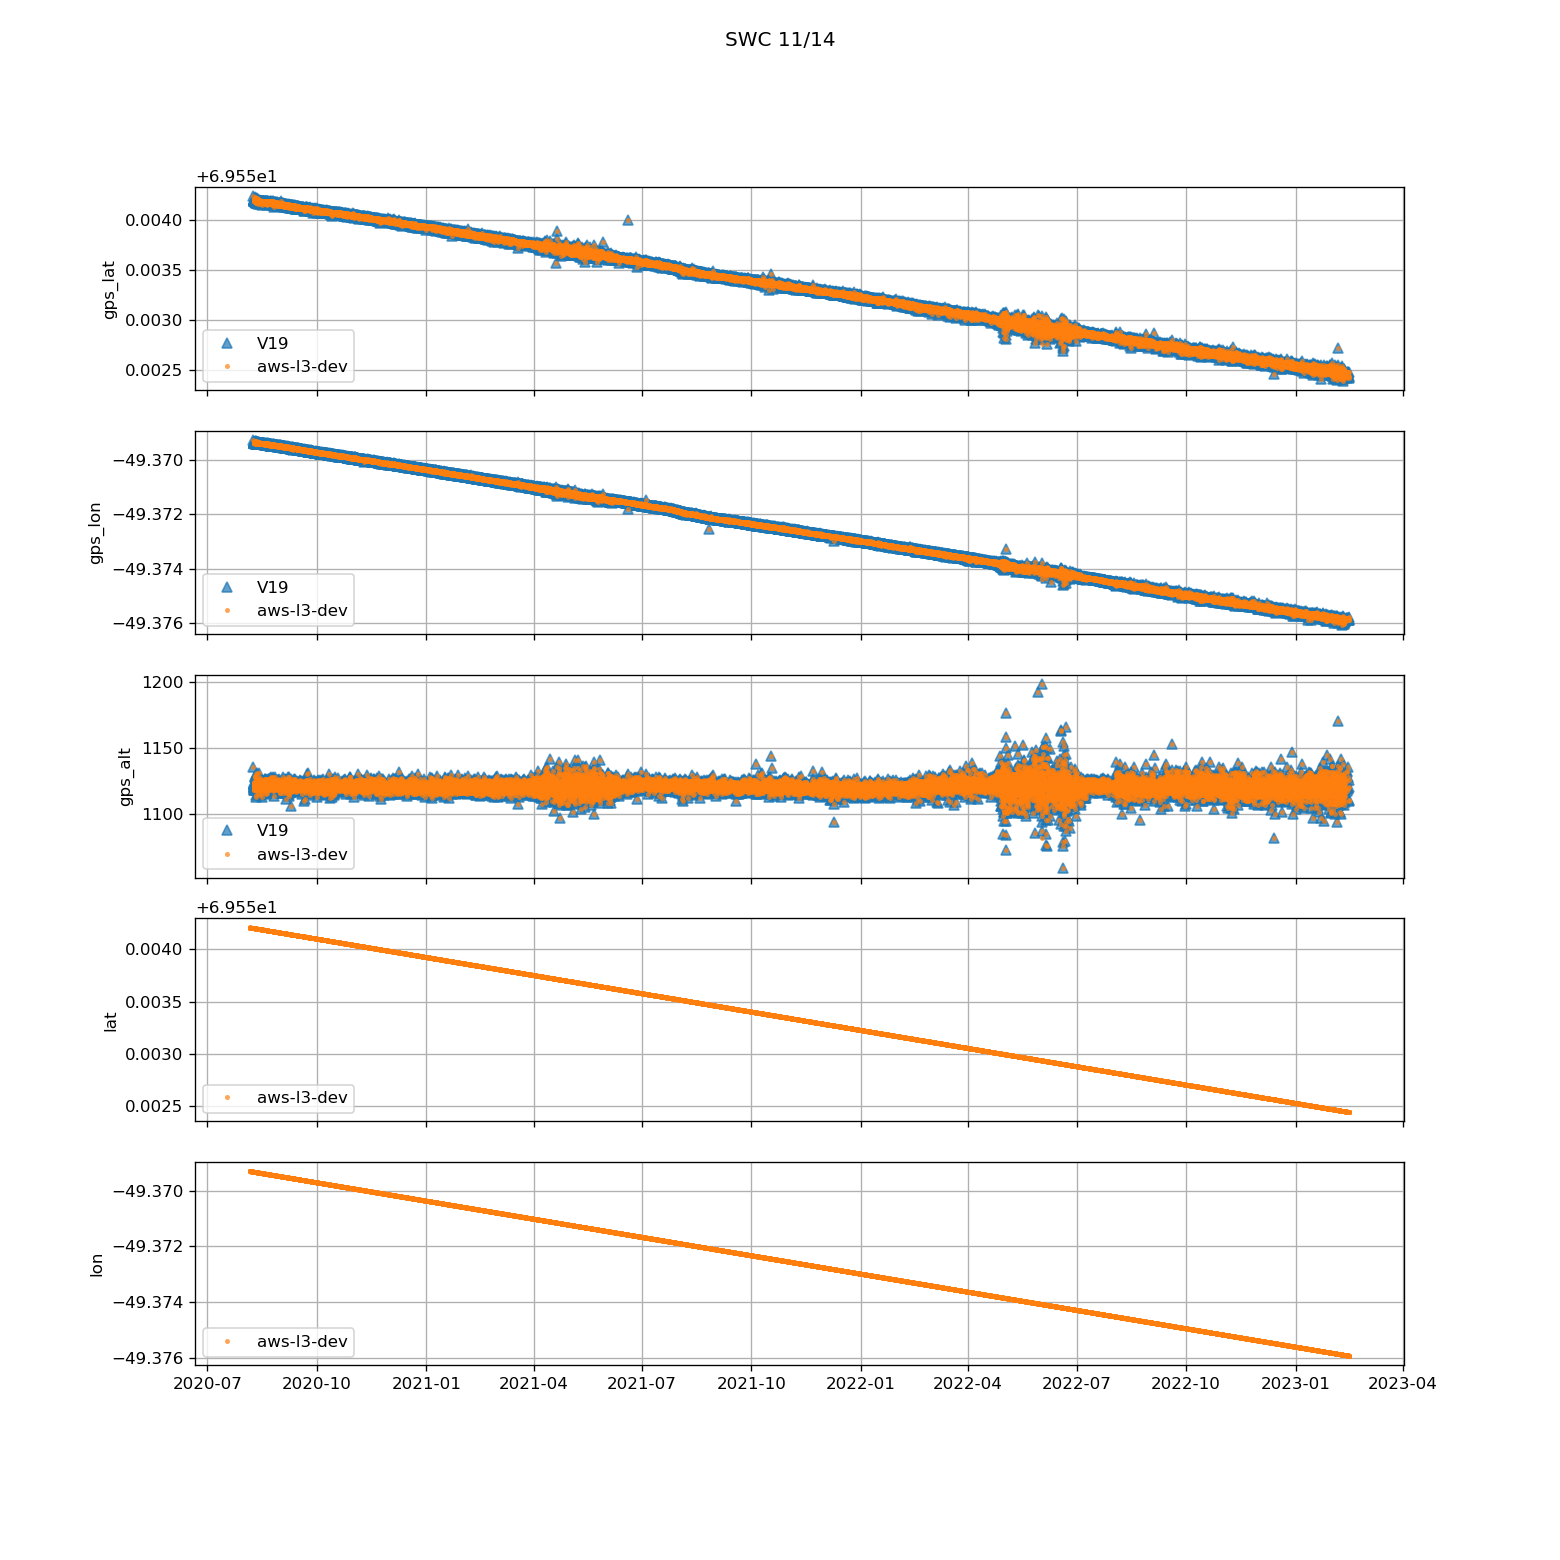 SWC 11/14
+6.955e1
0.0040
0.0035
0.0030
0.0025
gps_lat
V19
aws-l3-dev
−49.370
−49.372
−49.374
−49.376
gps_lon
V19
aws-l3-dev
1200
1150
1100
gps_alt
V19
aws-l3-dev
+6.955e1
0.0040
0.0035
0.0030
0.0025
lat
aws-l3-dev
−49.370
−49.372
−49.374
−49.376
lon
aws-l3-dev
2020-07 2020-10 2021-01 2021-04 2021-07 2021-10 2022-01 2022-04 2022-07 2022-10 2023-01 2023-04